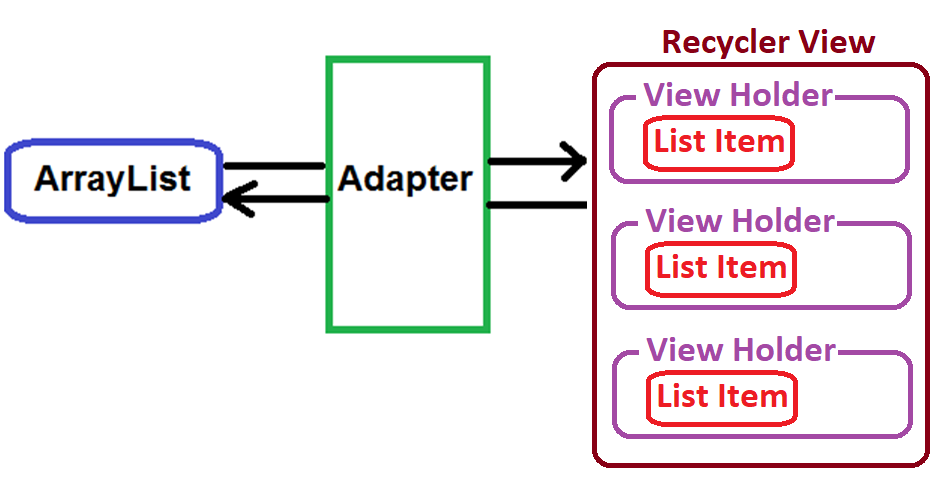 Recycler View
View Holder
List Item
ArrayList
Adapter
View Holder
List Item
View Holder
List Item